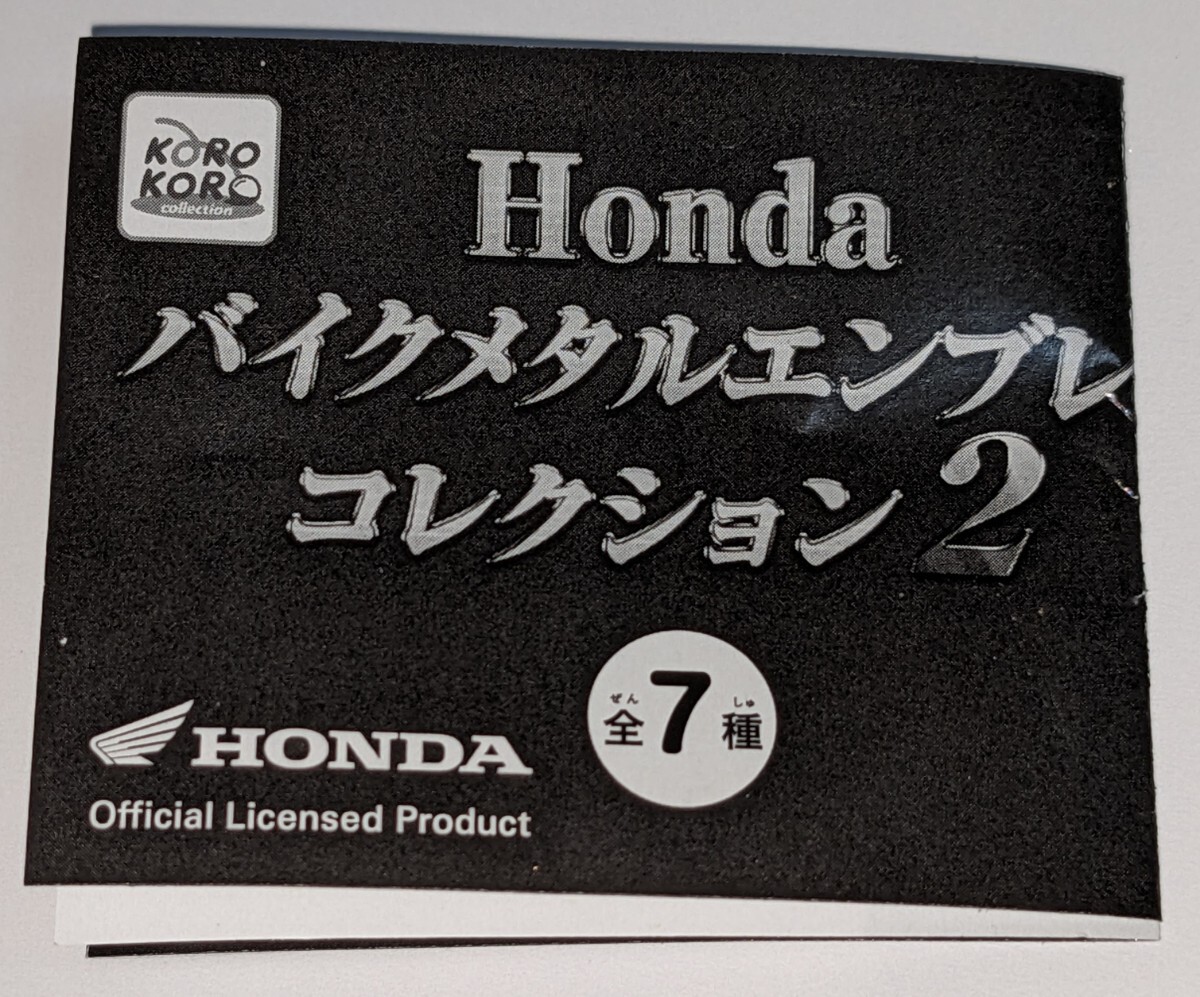 KORO
KORO
collection
Honda
バイクメタルエンブレ
コレクション2
ぜん しゅ
全7種
HONDA
Official Licensed Product